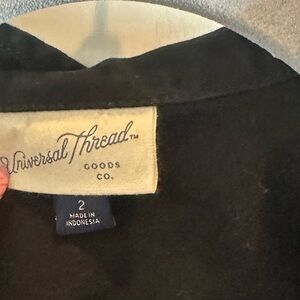 Universal Thread™
GOODS
CO.
2
MADE IN
INDONESIA